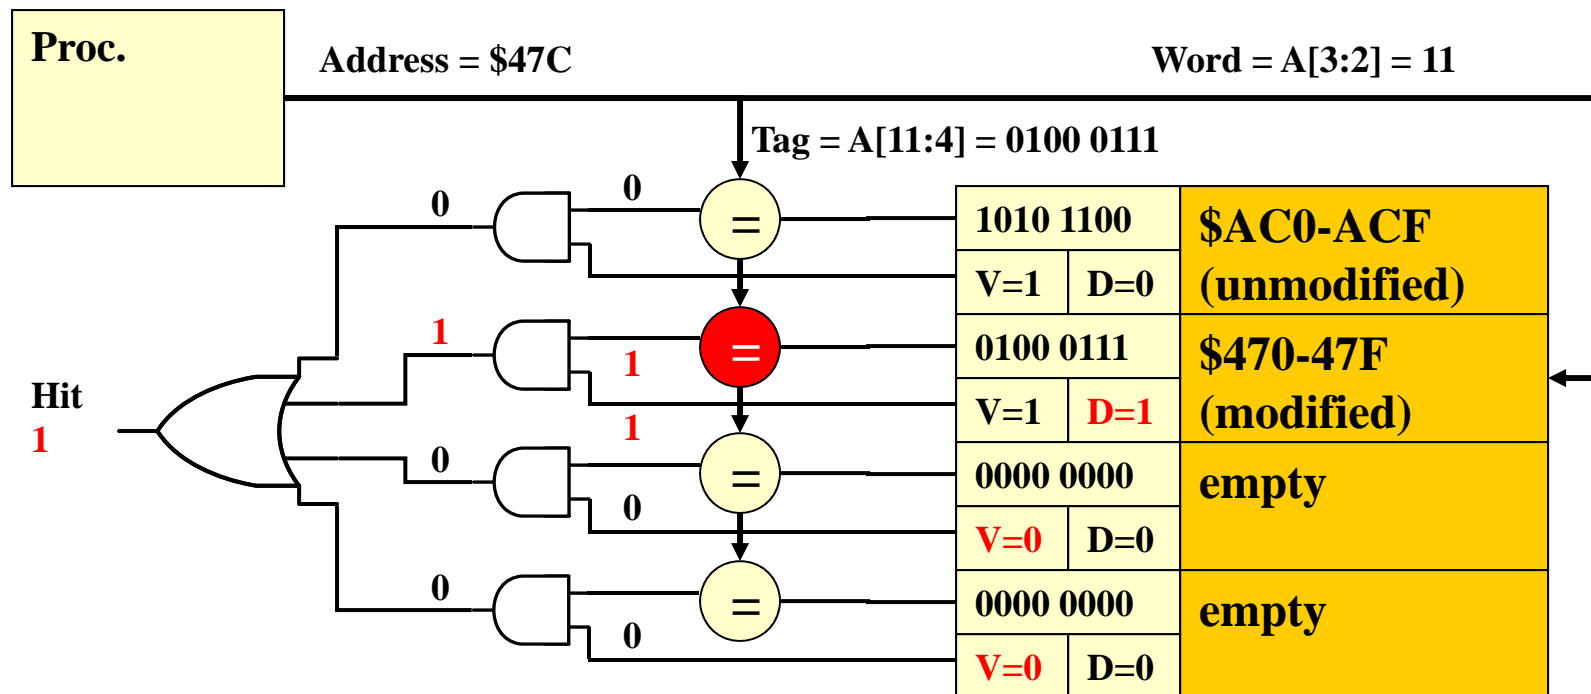 Proc.
Address = $47C
Word = A[3:2] = 11
Tag = A[11:4] = 0100 0111
0
0
=
1010 1100
V=1
D=0
$AC0-ACF
(unmodified)
1
1
=
0100 0111
V=1
D=1
$470-47F
(modified)
Hit
1
1
0
=
0000 0000
empty
0
V=0
D=0
0
=
0000 0000
empty
0
V=0
D=0